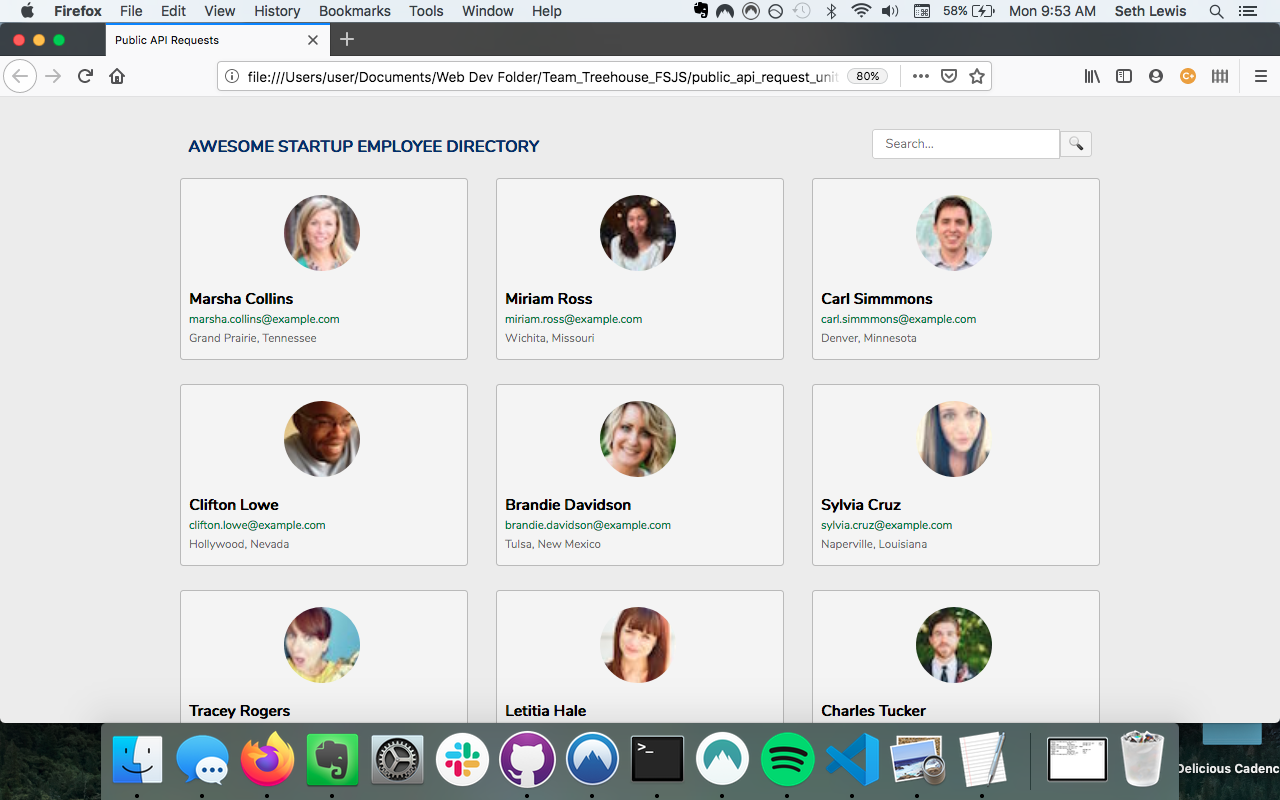 Firefox File Edit View History Bookmarks Tools Window Help 58% Mon 9:53 AM Seth Lewis
Public API Requests
file:///Users/user/Documents/Web Dev Folder/Team_Treehouse_FSJS/public_api_request_unit 80%
AWESOME STARTUP EMPLOYEE DIRECTORY Search...
Marsha Collins
marsha.collins@example.com
Grand Prairie, Tennessee
Miriam Ross
miriam.ross@example.com
Wichita, Missouri
Carl Simmmons
carl.simmmons@example.com
Denver, Minnesota
Clifton Lowe
clifton.lowe@example.com
Hollywood, Nevada
Brandie Davidson
brandie.davidson@example.com
Tulsa, New Mexico
Sylvia Cruz
sylvia.cruz@example.com
Naperville, Louisiana
Tracey Rogers
Letitia Hale
Charles Tucker
>_
Delicious Cadenc